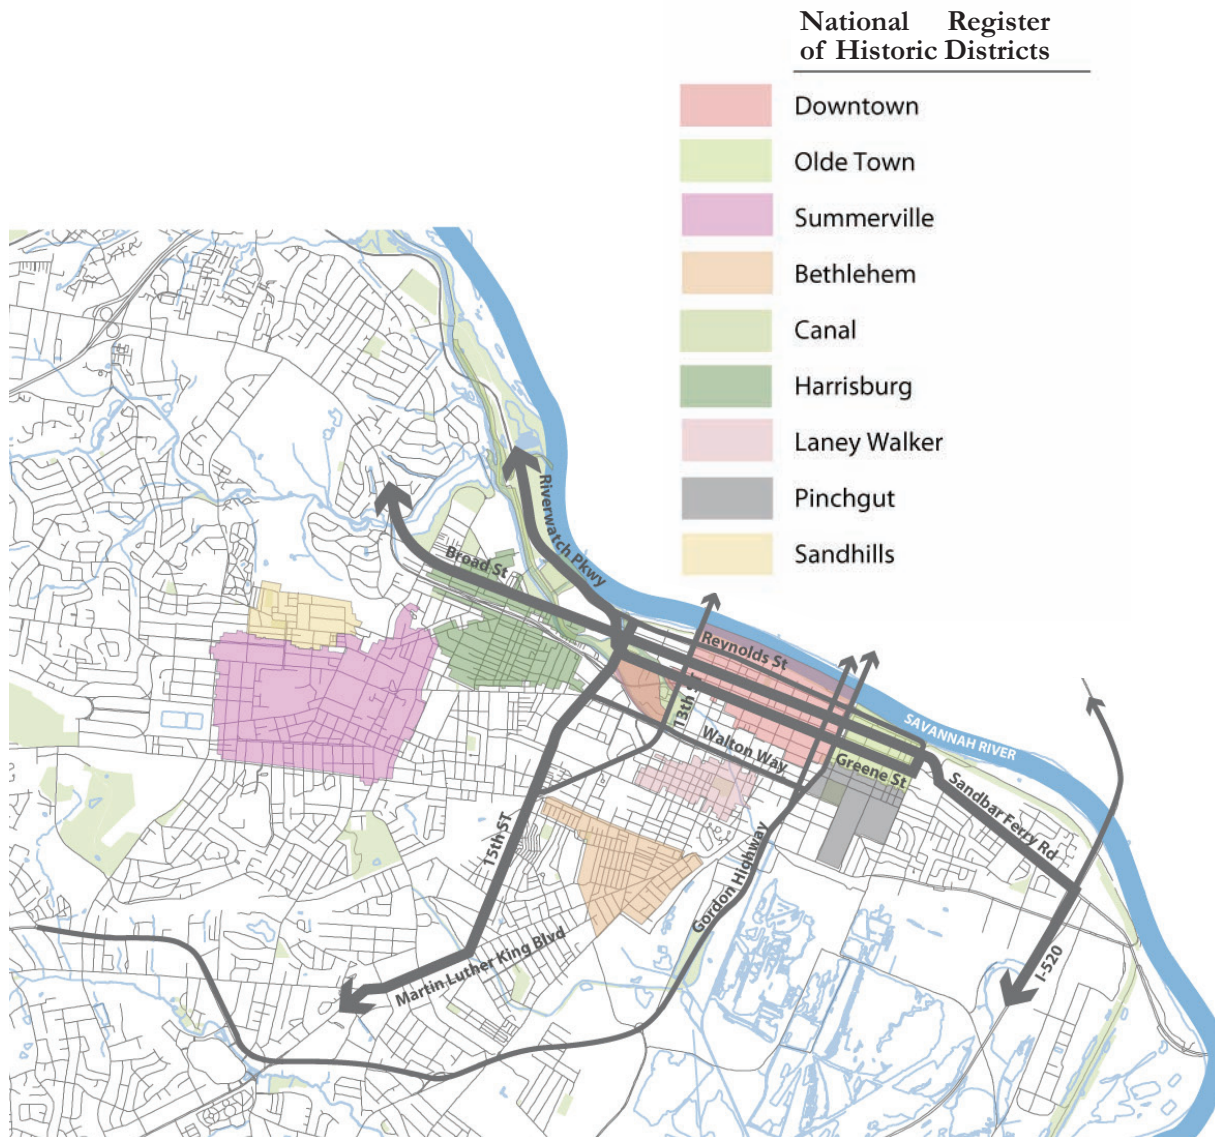 National Register
of Historic Districts
Downtown
Olde Town
Summerville
Bethlehem
Canal
Harrisburg
Laney Walker
Pinchgut
Sandhills
Riverwatch Pkwy
Broad St
Reynolds St
13th St
SAVANNAH RIVER
Walton Way
Greene St
Sandbar Ferry Rd
15th ST
Gordon Highway
Martin Luther King Blvd
I-520